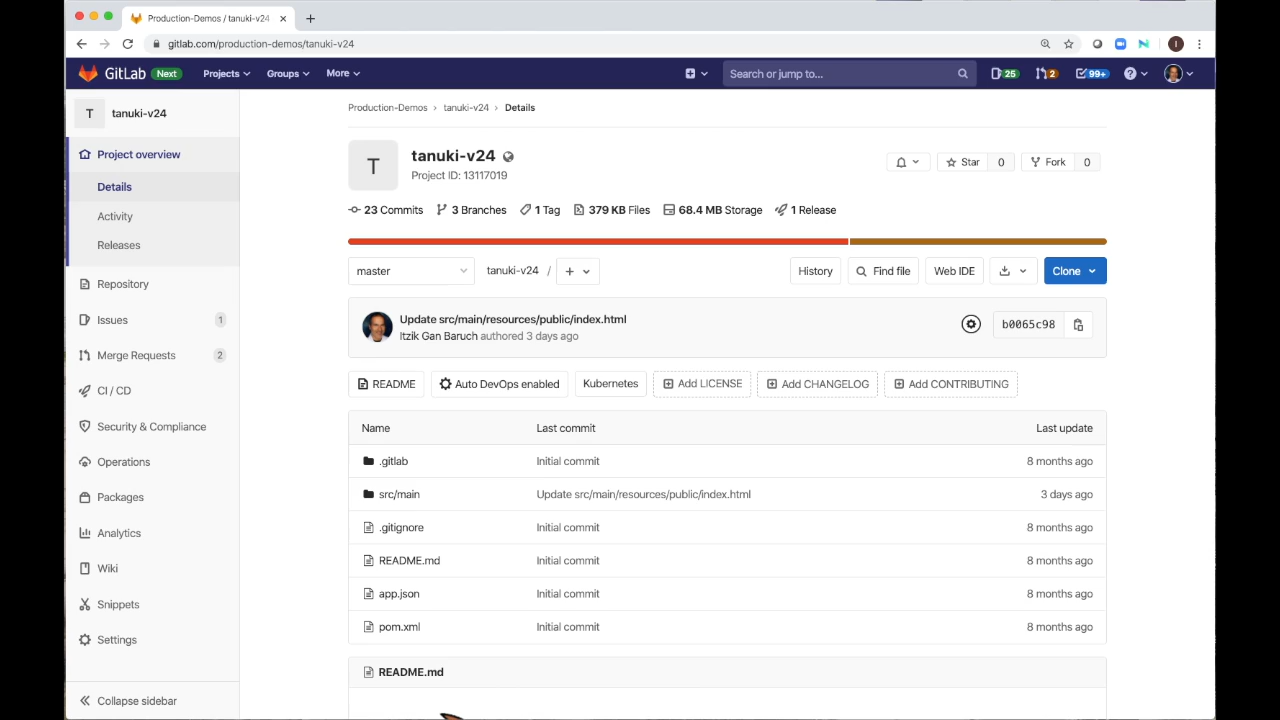 Production-Demos / tanuki-v24
gitlab.com/production-demos/tanuki-v24
GitLab Next Projects Groups More Search or jump to... 25 2 99+
T tanuki-v24
Project overview
Details
Activity
Releases
Repository
Issues 1
Merge Requests 2
CI / CD
Security & Compliance
Operations
Packages
Analytics
Wiki
Snippets
Settings
Collapse sidebar
Production-Demos › tanuki-v24 › Details
T
tanuki-v24
Project ID: 13117019
Star 0 Fork 0
23 Commits 3 Branches 1 Tag 379 KB Files 68.4 MB Storage 1 Release
master tanuki-v24 / + History Find file Web IDE Clone
Update src/main/resources/public/index.html
Itzik Gan Baruch authored 3 days ago
b0065c98
README Auto DevOps enabled Kubernetes Add LICENSE Add CHANGELOG Add CONTRIBUTING
Name Last commit Last update
.gitlab Initial commit 8 months ago
src/main Update src/main/resources/public/index.html 3 days ago
.gitignore Initial commit 8 months ago
README.md Initial commit 8 months ago
app.json Initial commit 8 months ago
pom.xml Initial commit 8 months ago
README.md